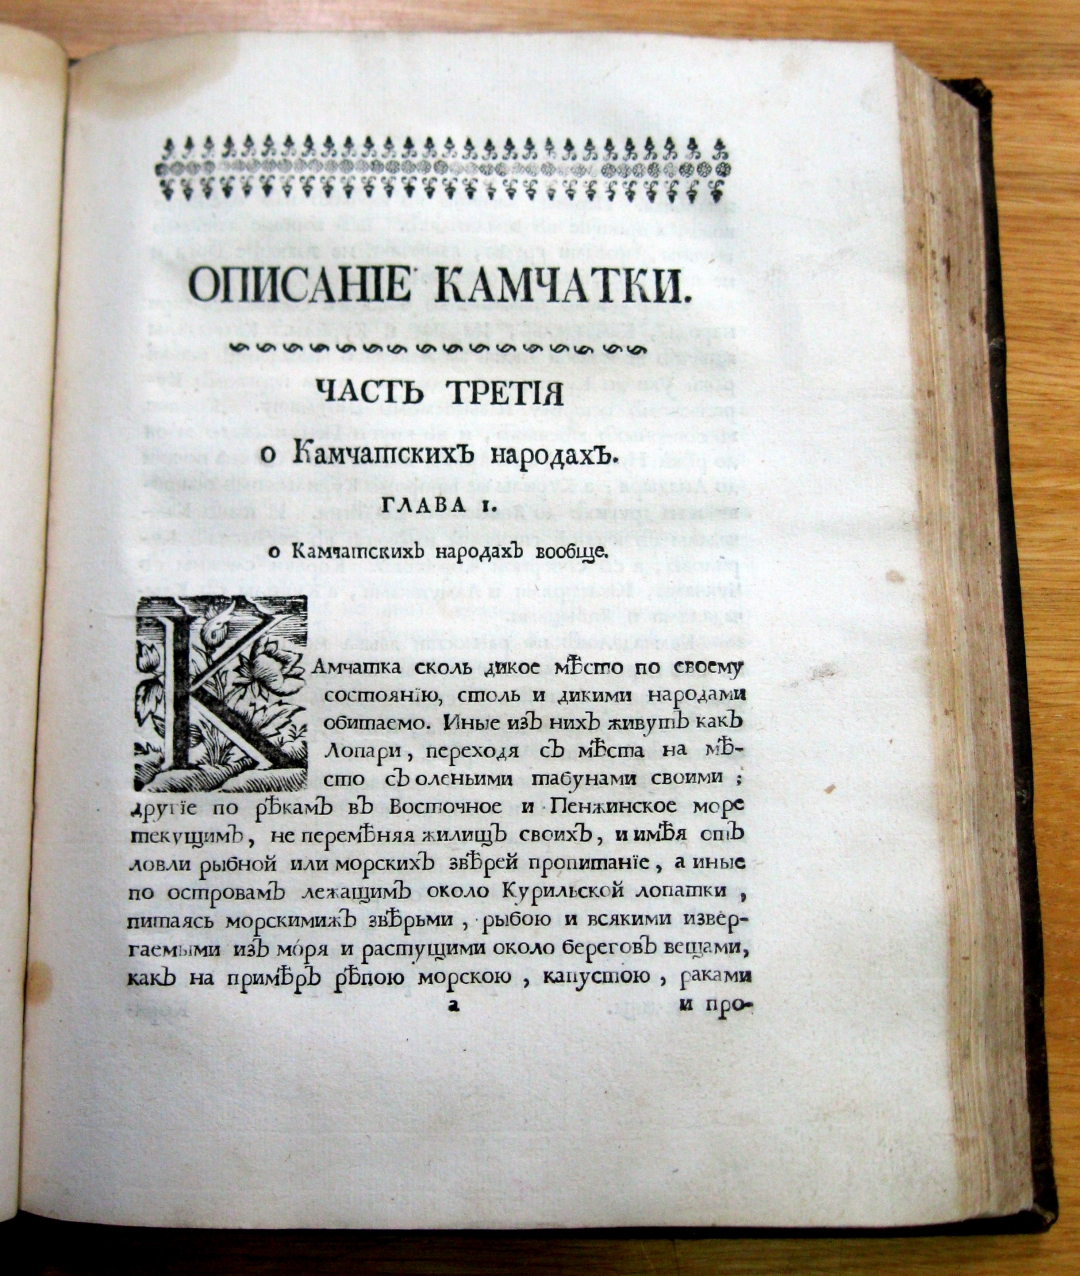 ОПИСАНІЕ КАМЧАТКИ.
ЧАСТЬ ТРЕТІЯ
о Камчатскихъ народахъ.
ГЛАВА I.
о Камчатскихъ народахъ вообще.
КАмчатка сколь дикое мѣсто по своему
состоянію, столь и дикими народами
обитаемо. Иные изъ нихъ живутъ какъ
Лопари, переходя съ мѣста на мѣ-
сто съ оленьими табунами своими ;
другіе по рѣкамъ въ Восточное и Пенжинское море
текущимъ, не перемѣняя жилищъ своихъ, и имѣя отъ
ловли рыбной или морскихъ звѣрей пропитаніе, а иные
по островамъ лежащимъ около Курильской лопатки ,
питаясь морскимижъ звѣрьми , рыбою и всякими извер-
гаемыми изъ мóря и растущими около береговъ вещами,
какъ на примѣръ рѣпою морскою , капустою , раками
а и про-